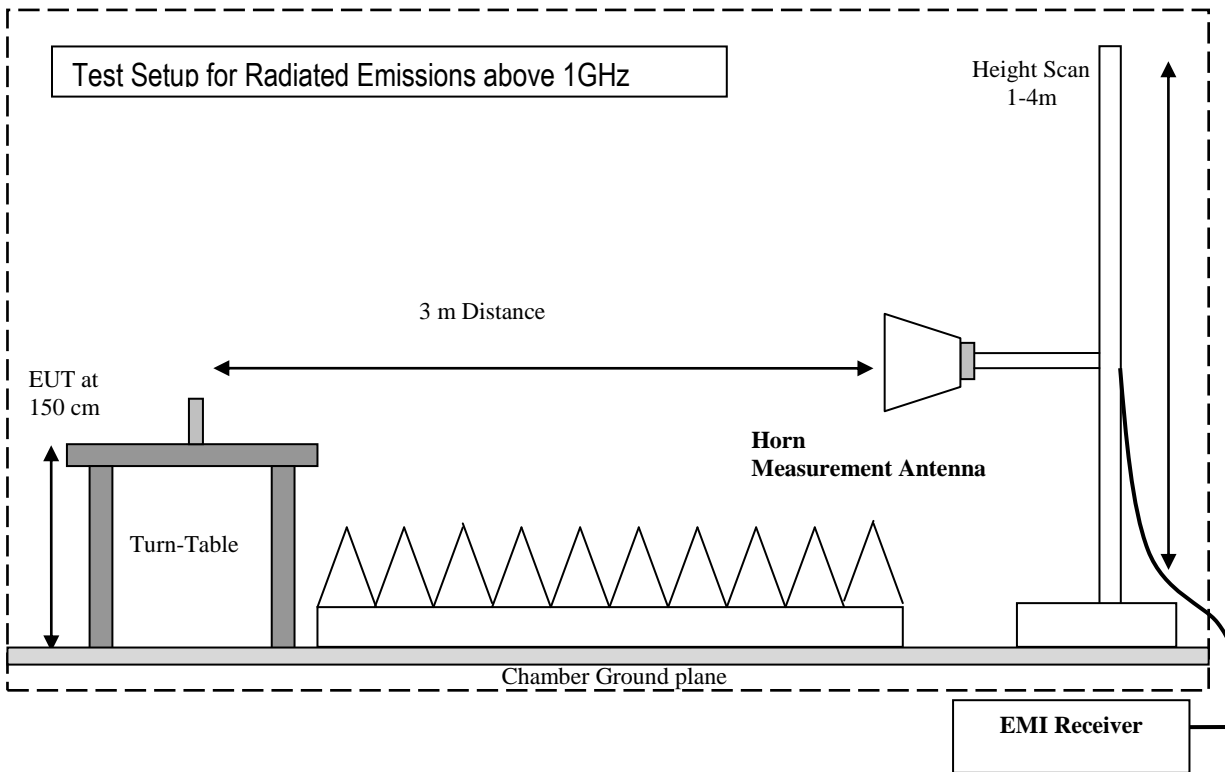 Test Setup for Radiated Emissions above 1GHz
Height Scan
1-4m
3 m Distance
EUT at
150 cm
Horn
Measurement Antenna
Turn-Table
Chamber Ground plane
EMI Receiver